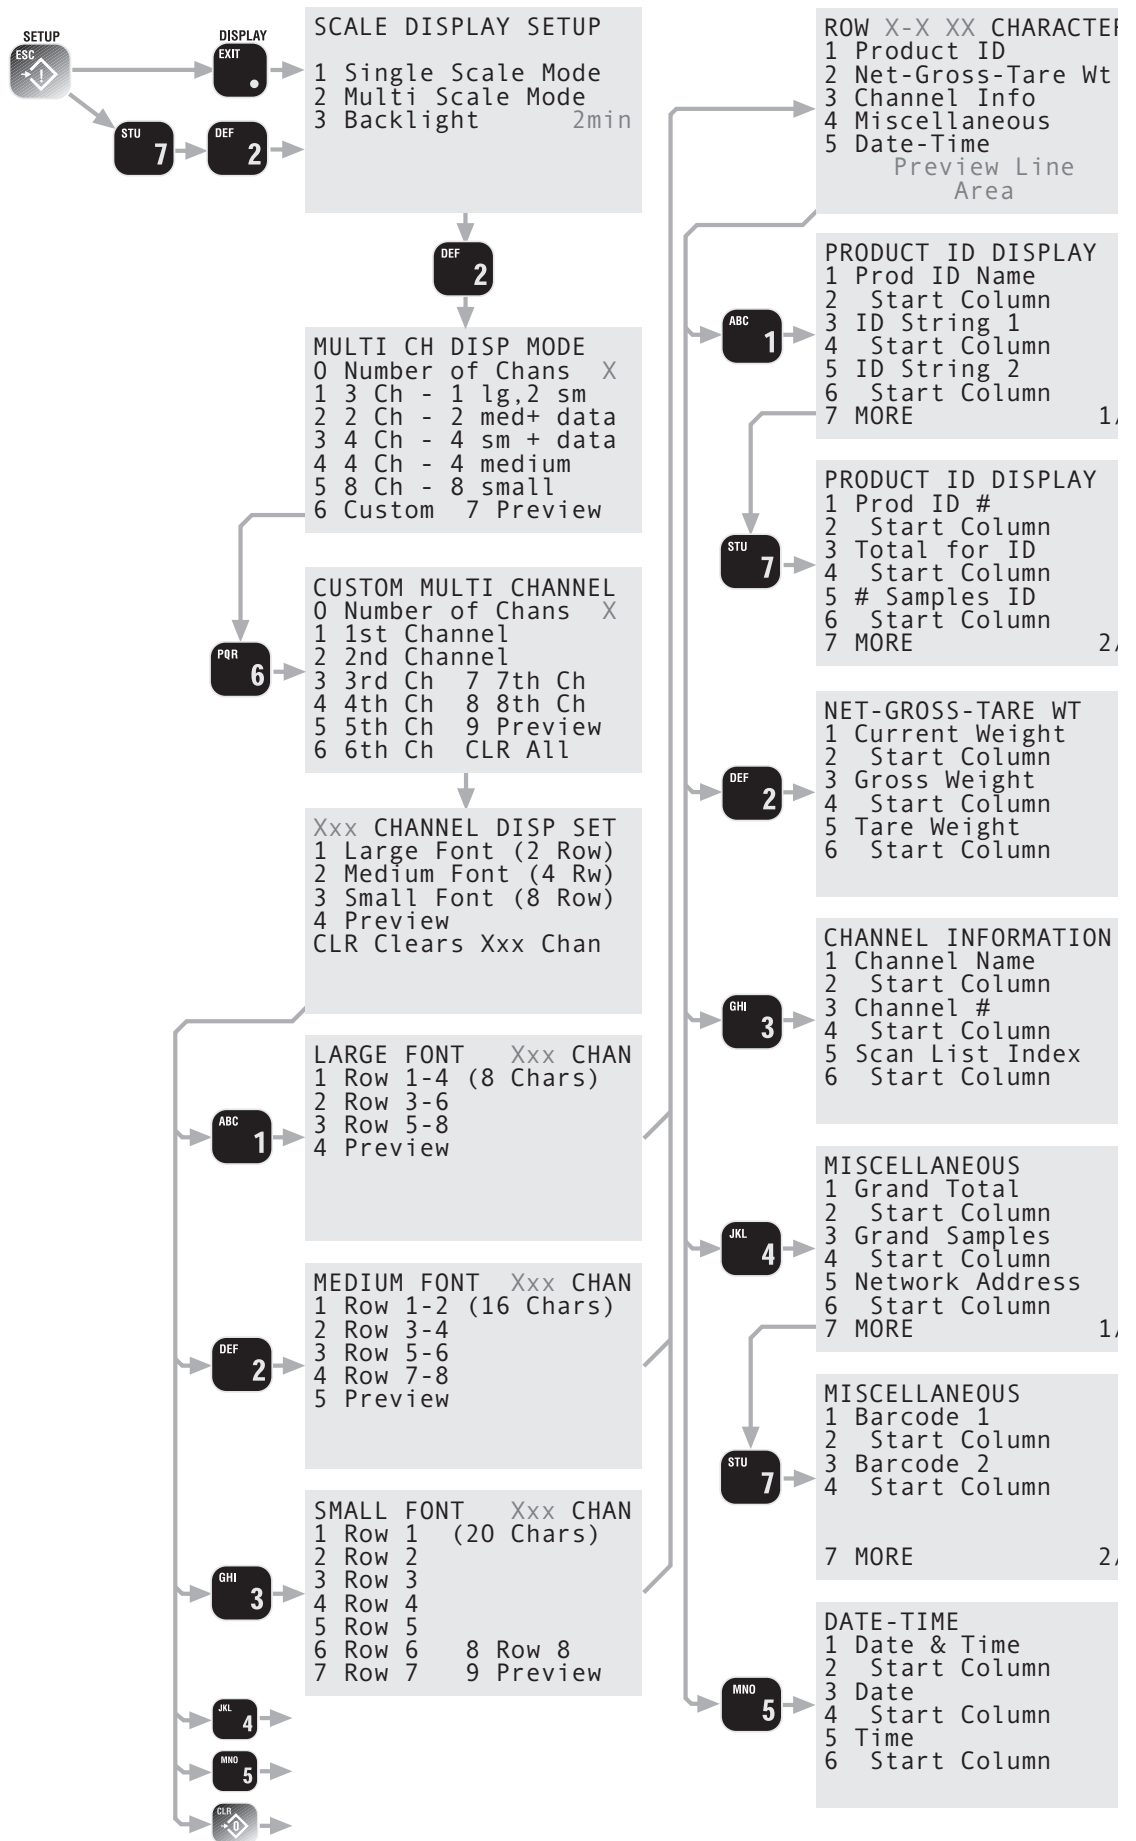 SETUP
ESC
DISPLAY
EXIT
.
STU 7
DEF 2
SCALE DISPLAY SETUP
1 Single Scale Mode
2 Multi Scale Mode
3 Backlight 2min
DEF 2
MULTI CH DISP MODE
0 Number of Chans X
1 3 Ch - 1 lg,2 sm
2 2 Ch - 2 med+ data
3 4 Ch - 4 sm + data
4 4 Ch - 4 medium
5 8 Ch - 8 small
6 Custom 7 Preview
PQR 6
CUSTOM MULTI CHANNEL
0 Number of Chans X
1 1st Channel
2 2nd Channel
3 3rd Ch 7 7th Ch
4 4th Ch 8 8th Ch
5 5th Ch 9 Preview
6 6th Ch CLR All
Xxx CHANNEL DISP SET
1 Large Font (2 Row)
2 Medium Font (4 Rw)
3 Small Font (8 Row)
4 Preview
CLR Clears Xxx Chan
ABC 1
LARGE FONT Xxx CHAN
1 Row 1-4 (8 Chars)
2 Row 3-6
3 Row 5-8
4 Preview
DEF 2
MEDIUM FONT Xxx CHAN
1 Row 1-2 (16 Chars)
2 Row 3-4
3 Row 5-6
4 Row 7-8
5 Preview
GHI 3
SMALL FONT Xxx CHAN
1 Row 1 (20 Chars)
2 Row 2
3 Row 3
4 Row 4
5 Row 5
6 Row 6 8 Row 8
7 Row 7 9 Preview
JKL 4
MNO 5
CLR 0
ROW X-X XX CHARACTER
1 Product ID
2 Net-Gross-Tare Wt
3 Channel Info
4 Miscellaneous
5 Date-Time
Preview Line
Area
ABC 1
PRODUCT ID DISPLAY
1 Prod ID Name
2 Start Column
3 ID String 1
4 Start Column
5 ID String 2
6 Start Column
7 MORE 1/
STU 7
PRODUCT ID DISPLAY
1 Prod ID #
2 Start Column
3 Total for ID
4 Start Column
5 # Samples ID
6 Start Column
7 MORE 2/
DEF 2
NET-GROSS-TARE WT
1 Current Weight
2 Start Column
3 Gross Weight
4 Start Column
5 Tare Weight
6 Start Column
GHI 3
CHANNEL INFORMATION
1 Channel Name
2 Start Column
3 Channel #
4 Start Column
5 Scan List Index
6 Start Column
JKL 4
MISCELLANEOUS
1 Grand Total
2 Start Column
3 Grand Samples
4 Start Column
5 Network Address
6 Start Column
7 MORE 1/
STU 7
MISCELLANEOUS
1 Barcode 1
2 Start Column
3 Barcode 2
4 Start Column
7 MORE 2/
MNO 5
DATE-TIME
1 Date & Time
2 Start Column
3 Date
4 Start Column
5 Time
6 Start Column